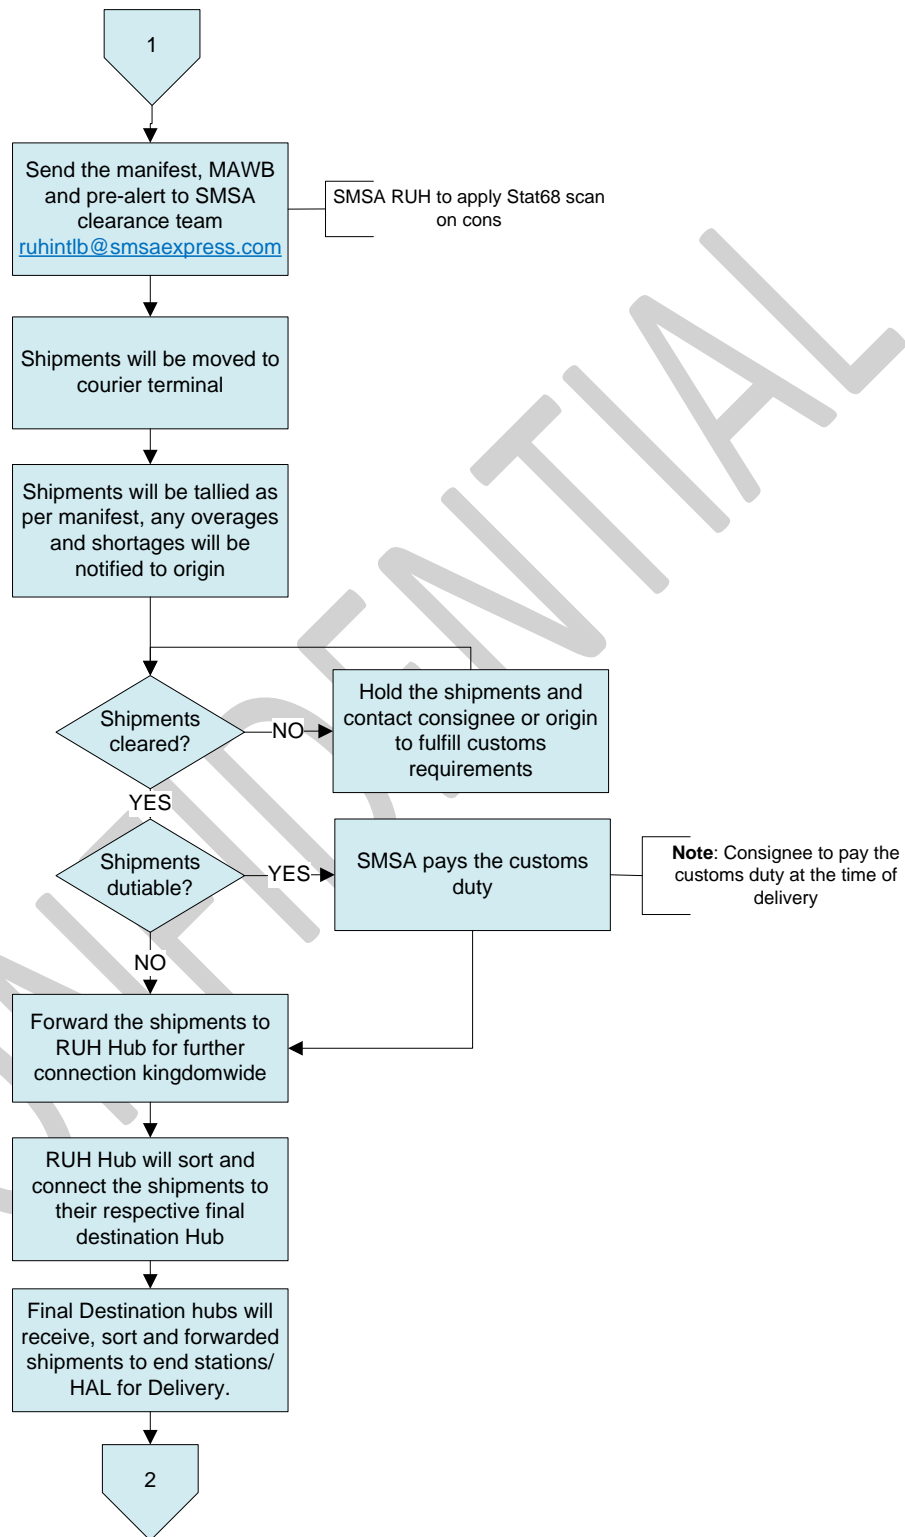 1
Send the manifest, MAWB
and pre-alert to SMSA
clearance team
ruhintlb@smsaexpress.com
SMSA RUH to apply Stat68 scan
on cons
Shipments will be moved to
courier terminal
Shipments will be tallied as
per manifest, any overages
and shortages will be
notified to origin
Shipments
cleared?
NO
Hold the shipments and
contact consignee or origin
to fulfill customs
requirements
YES
Shipments
dutiable?
YES
SMSA pays the customs
duty
Note: Consignee to pay the
customs duty at the time of
delivery
NO
Forward the shipments to
RUH Hub for further
connection kingdomwide
RUH Hub will sort and
connect the shipments to
their respective final
destination Hub
Final Destination hubs will
receive, sort and forwarded
shipments to end stations/
HAL for Delivery.
2
CONFIDENTIAL